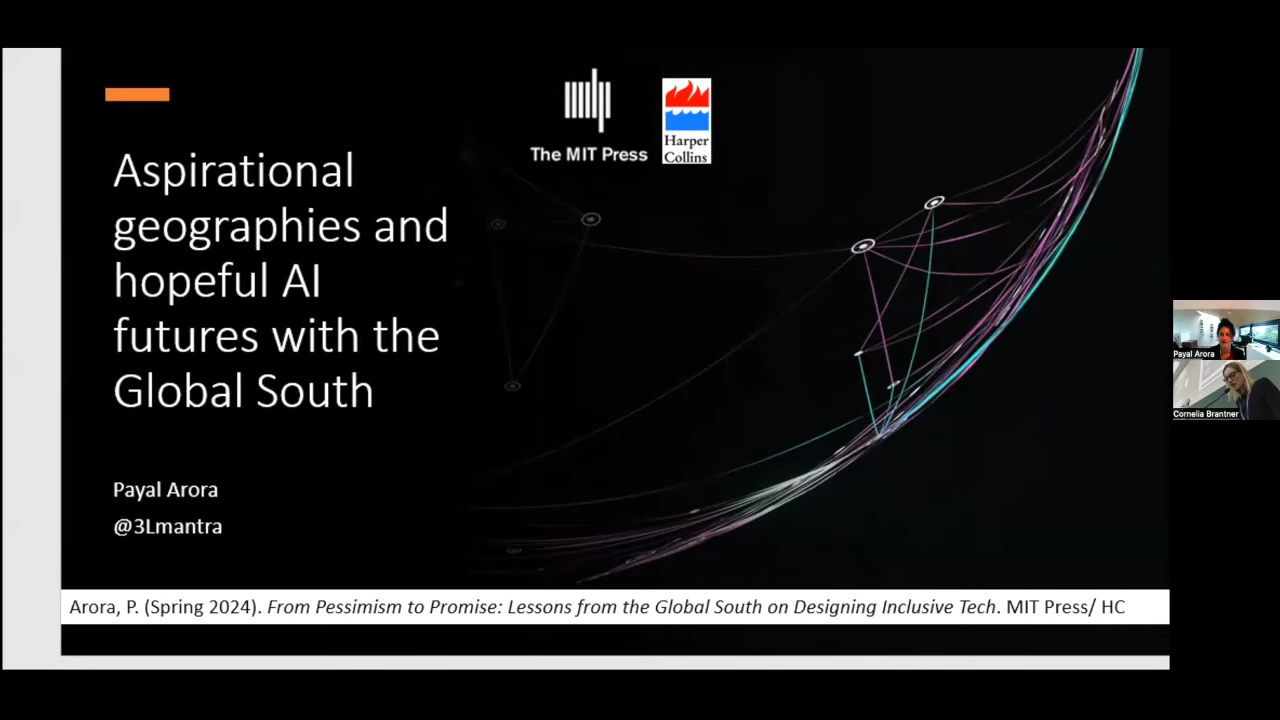 The MIT Press
Harper
Collins
Aspirational
geographies and
hopeful AI
futures with the
Global South
Payal Arora
@3Lmantra
Arora, P. (Spring 2024). From Pessimism to Promise: Lessons from the Global South on Designing Inclusive Tech. MIT Press/ HC
Payal Arora
Cornelia Brantner